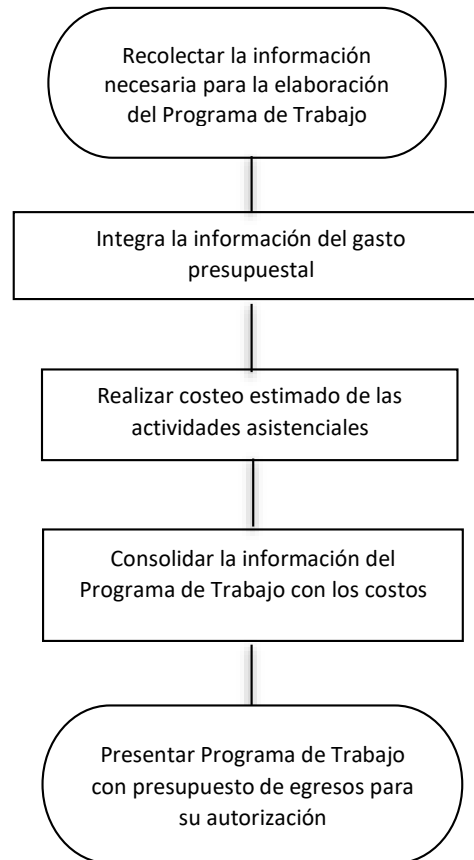 Recolectar la información
necesaria para la elaboración
del Programa de Trabajo
Integra la información del gasto
presupuestal
Realizar costeo estimado de las
actividades asistenciales
Consolidar la información del
Programa de Trabajo con los costos
Presentar Programa de Trabajo
con presupuesto de egresos para
su autorización